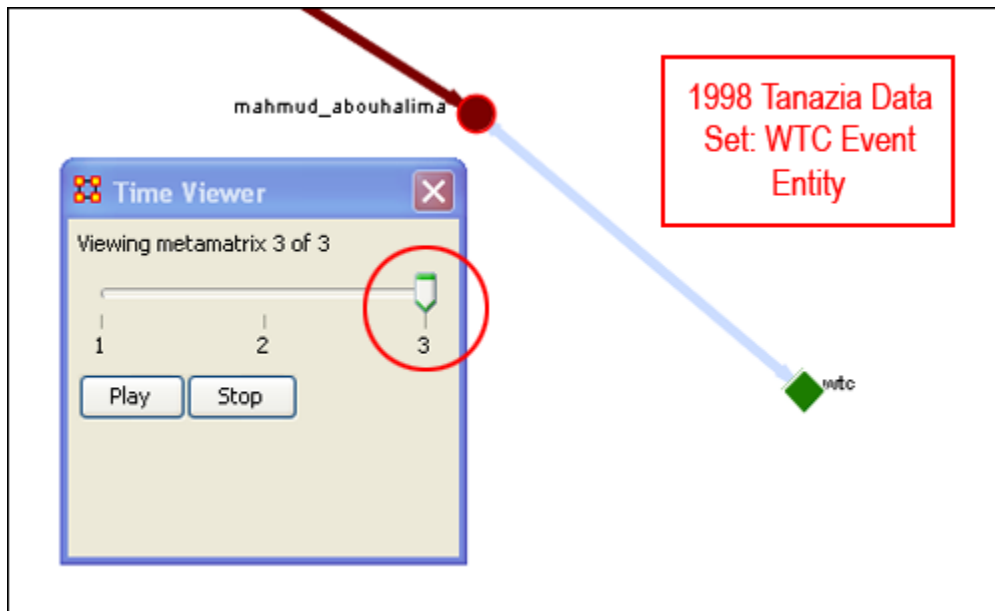 mahmud_abouhalima
1998 Tanazia Data
Set: WTC Event
Entity
Time Viewer
Viewing metamatrix 3 of 3
1 2 3
Play Stop
wtc